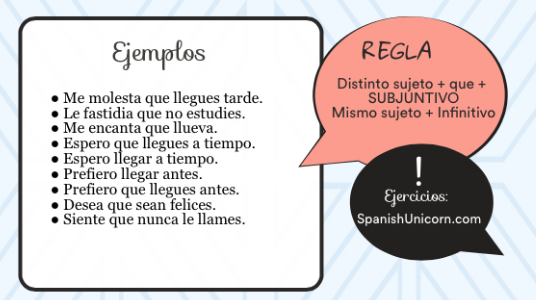 Ejemplos
● Me molesta que llegues tarde.
● Le fastidia que no estudies.
● Me encanta que llueva.
● Espero que llegues a tiempo.
● Espero llegar a tiempo.
● Prefiero llegar antes.
● Prefiero que llegues antes.
● Desea que sean felices.
● Siente que nunca le llames.
REGLA
Distinto sujeto + que +
SUBJUNTIVO
Mismo sujeto + Infinitivo
!
Ejercicios:
SpanishUnicorn.com